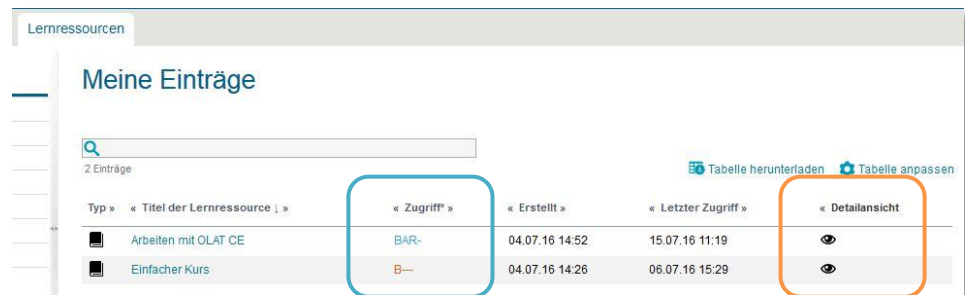 Lernressourcen
Meine Einträge
2 Einträge
Tabelle herunterladen Tabelle anpassen
Typ » « Titel der Lernressource ↓ » « Zugriff* » « Erstellt » « Letzter Zugriff » « Detailansicht
Arbeiten mit OLAT CE BAR- 04.07.16 14:52 15.07.16 11:19
Einfacher Kurs B--- 04.07.16 14:26 06.07.16 15:29